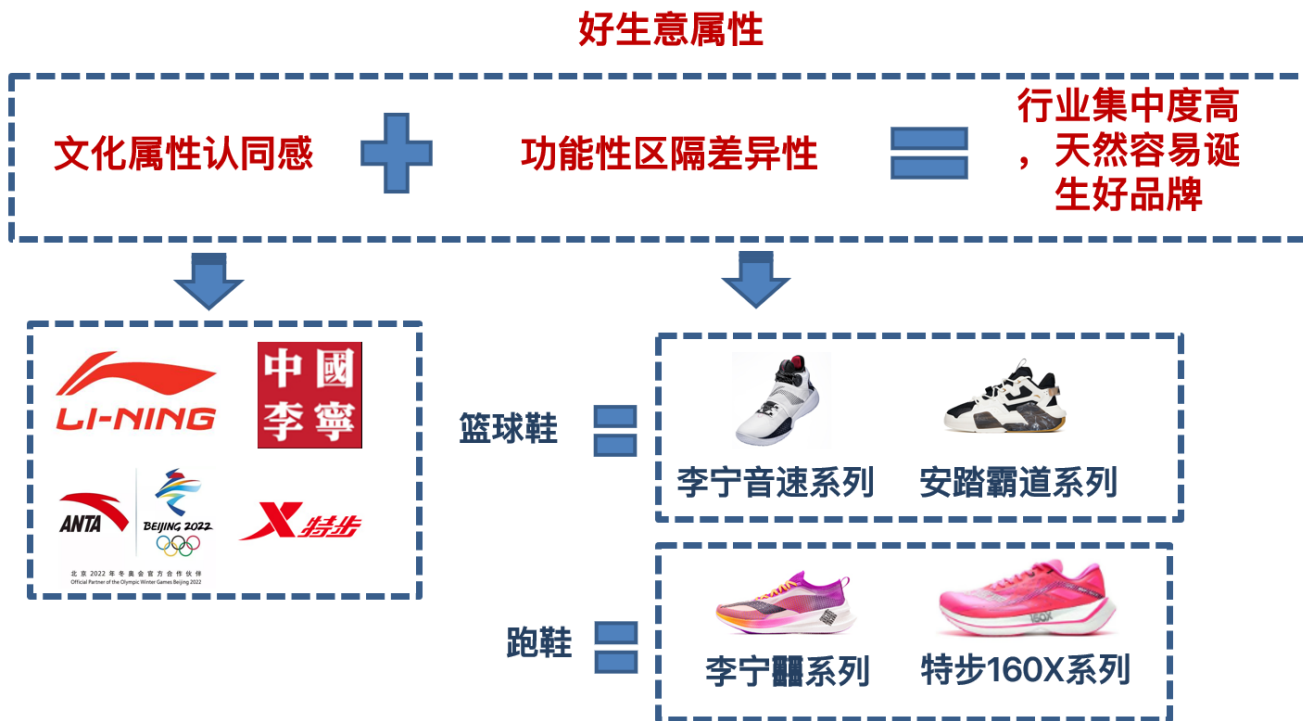 好生意属性
文化属性认同感
功能性区隔差异性
行业集中度高
，天然容易诞
生好品牌
LI-NING
中國
李寧
ANTA
BEIJING 2022
北京2022年冬奥会官方合作伙伴
Official Partner of the Olympic Winter Games Beijing 2022
特步
篮球鞋
李宁音速系列
安踏霸道系列
跑鞋
160X
李宁系列
特步160X系列